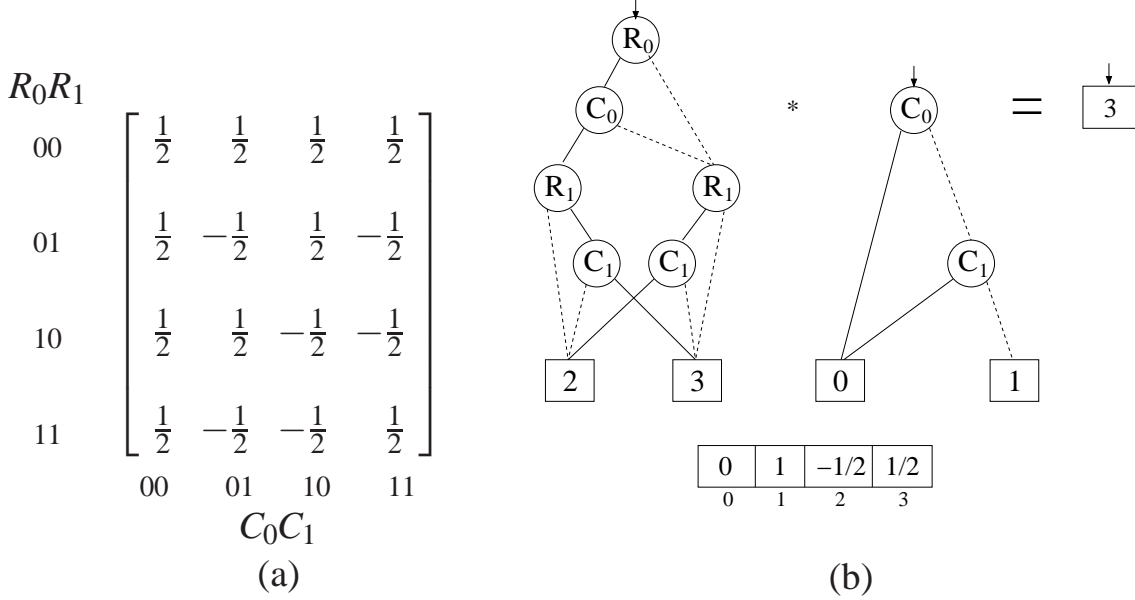 R₀R₁
00 1/2 1/2 1/2 1/2
01 1/2 −1/2 1/2 −1/2
10 1/2 1/2 −1/2 −1/2
11 1/2 −1/2 −1/2 1/2
00 01 10 11
C₀C₁
(a)
R₀
C₀ * C₀ = 3
R₁ R₁
C₁ C₁ C₁
2 3 0 1
0 1 −1/2 1/2
0 1 2 3
(b)